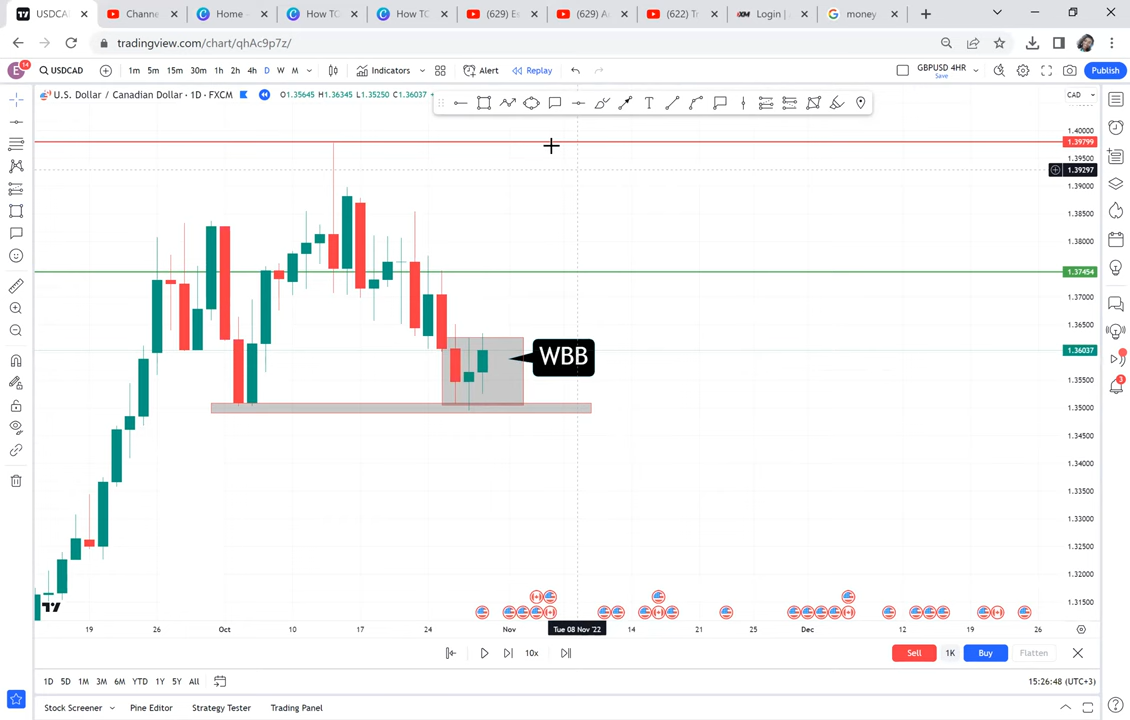 USDCA
Channe
Home -
How TO
How TO
(629) E
(629) A
(622) Tr
XM Login |
G money
tradingview.com/chart/qhAc9p7z/
E 14 USDCAD 1m 5m 15m 30m 1h 2h 4h D W M Indicators Alert Replay GBPUSD 4HR Save Publish
U.S. Dollar / Canadian Dollar · 1D · FXCM O1.35645 H1.36345 L1.35250 C1.36037 CAD
1.40000
1.39799
1.39500
1.39297
1.39000
1.38500
1.38000
1.37454
1.37000
1.36500
1.36037
WBB
1.35500
1.35000
1.34500
1.34000
1.33500
1.33000
1.32500
1.32000
1.31500
19 26 Oct 10 17 24 Nov Tue 08 Nov '22 14 21 25 Dec 12 19 26
10x Sell 1K Buy Flatten
1D 5D 1M 3M 6M YTD 1Y 5Y All 15:26:48 (UTC+3)
Stock Screener Pine Editor Strategy Tester Trading Panel